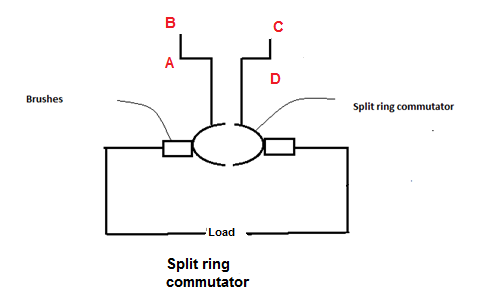 B
C
A
D
Brushes
Split ring commutator
Load
Split ring
commutator